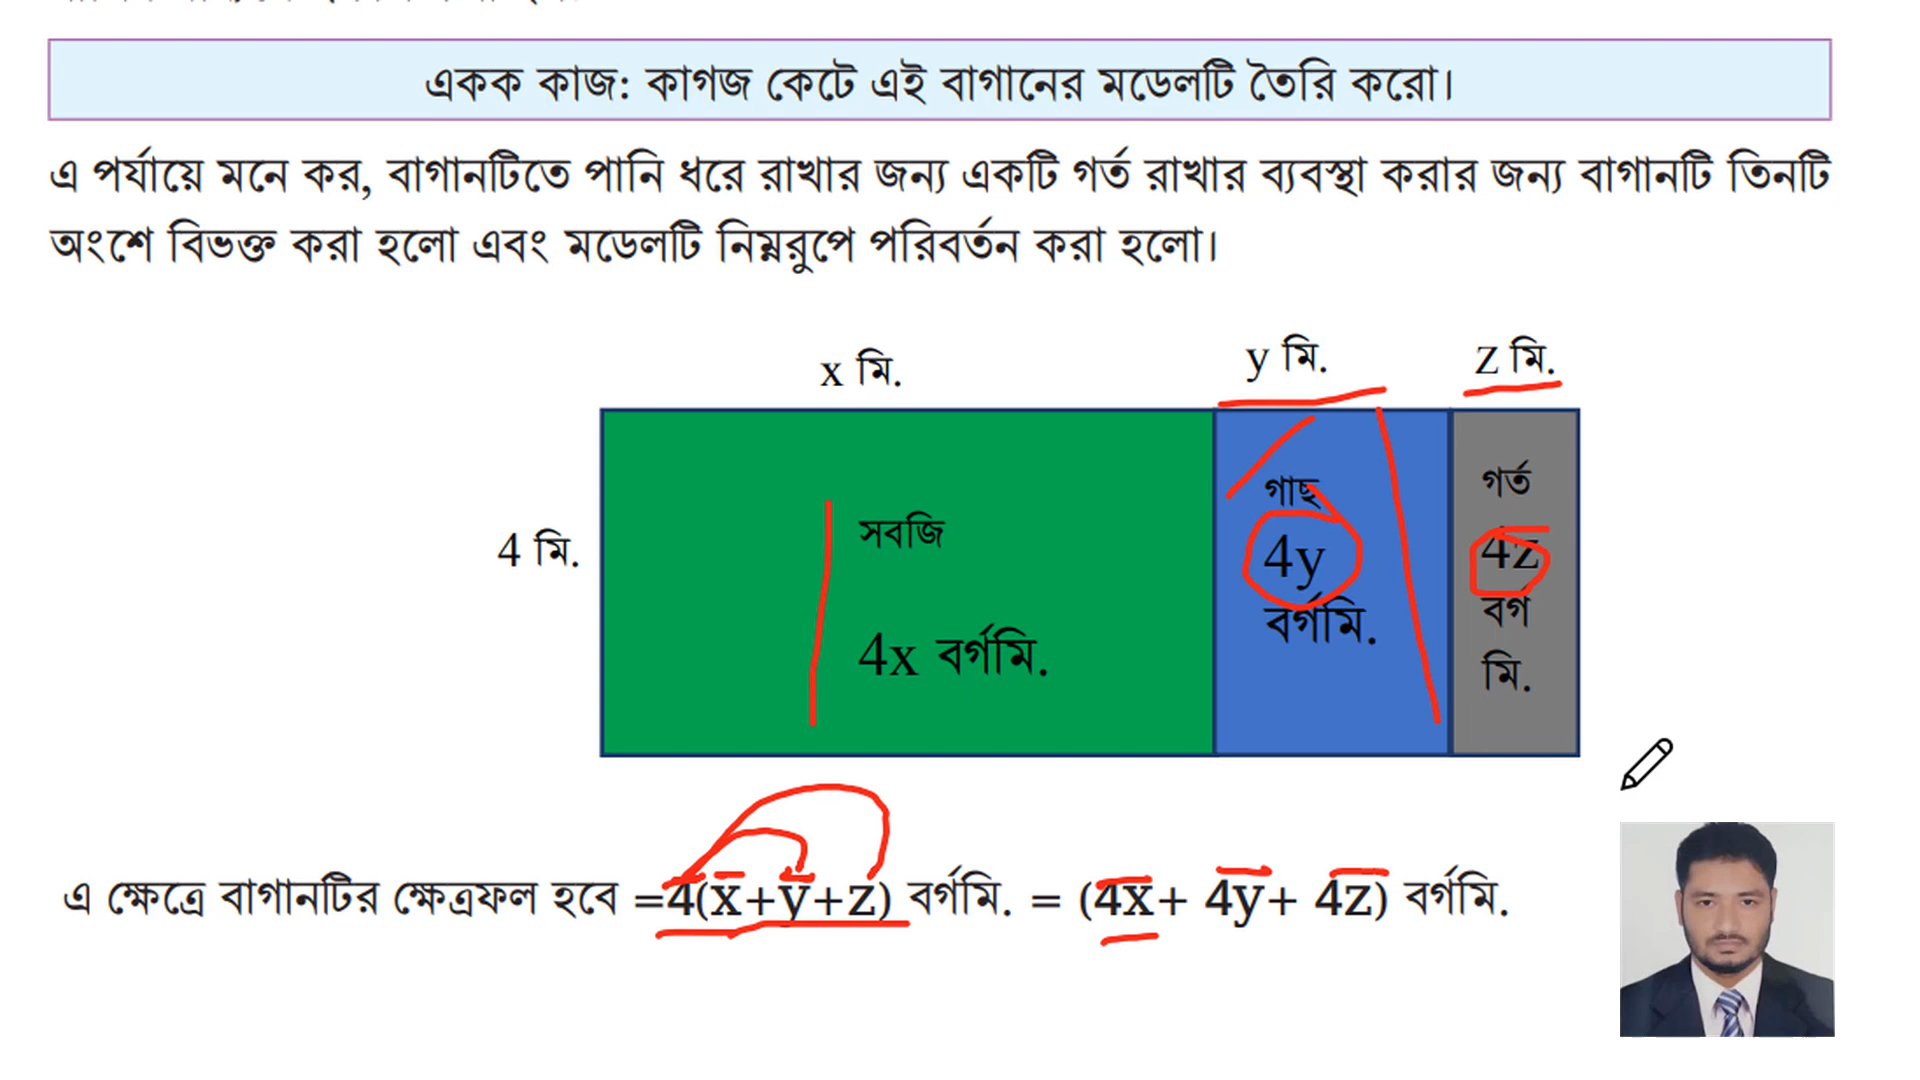 একক কাজ: কাগজ কেটে এই বাগানের মডেলটি তৈরি করো।
এ পর্যায়ে মনে কর, বাগানটিতে পানি ধরে রাখার জন্য একটি গর্ত রাখার ব্যবস্থা করার জন্য বাগানটি তিনটি
অংশে বিভক্ত করা হলো এবং মডেলটি নিম্নরুপে পরিবর্তন করা হলো।
x মি.
y মি.
z মি.
4 মি.
সবজি
4x বর্গমি.
গাছ
4y
বর্গমি.
গর্ত
4z
বর্গ
মি.
এ ক্ষেত্রে বাগানটির ক্ষেত্রফল হবে =4(x+y+z) বর্গমি. = (4x+ 4y+ 4z) বর্গমি.